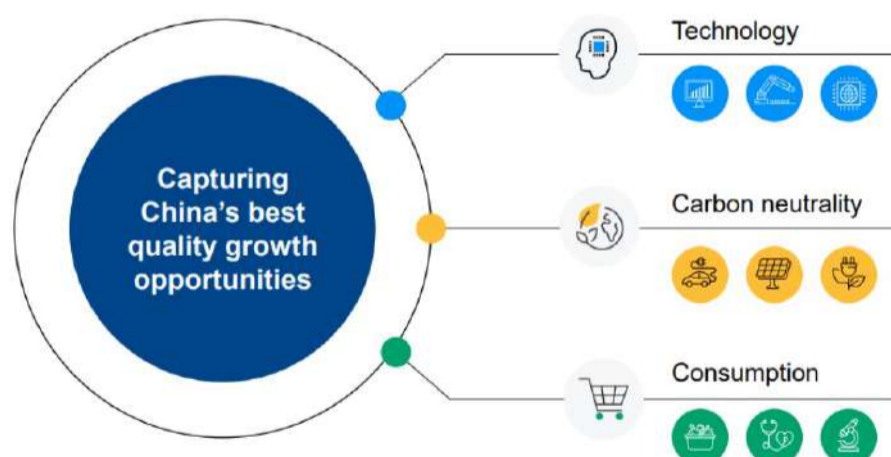 Capturing
China's best
quality growth
opportunities
Technology
Carbon neutrality
Consumption